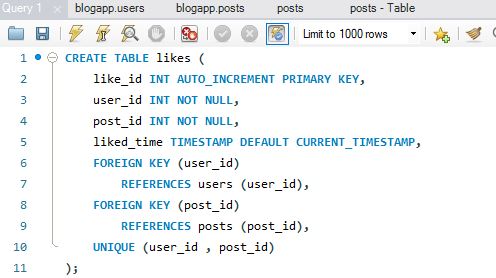 Query 1 blogapp.users blogapp.posts posts posts - Table
Limit to 1000 rows
1 CREATE TABLE likes (
2 like_id INT AUTO_INCREMENT PRIMARY KEY,
3 user_id INT NOT NULL,
4 post_id INT NOT NULL,
5 liked_time TIMESTAMP DEFAULT CURRENT_TIMESTAMP,
6 FOREIGN KEY (user_id)
7 REFERENCES users (user_id),
8 FOREIGN KEY (post_id)
9 REFERENCES posts (post_id),
10 UNIQUE (user_id , post_id)
11 );